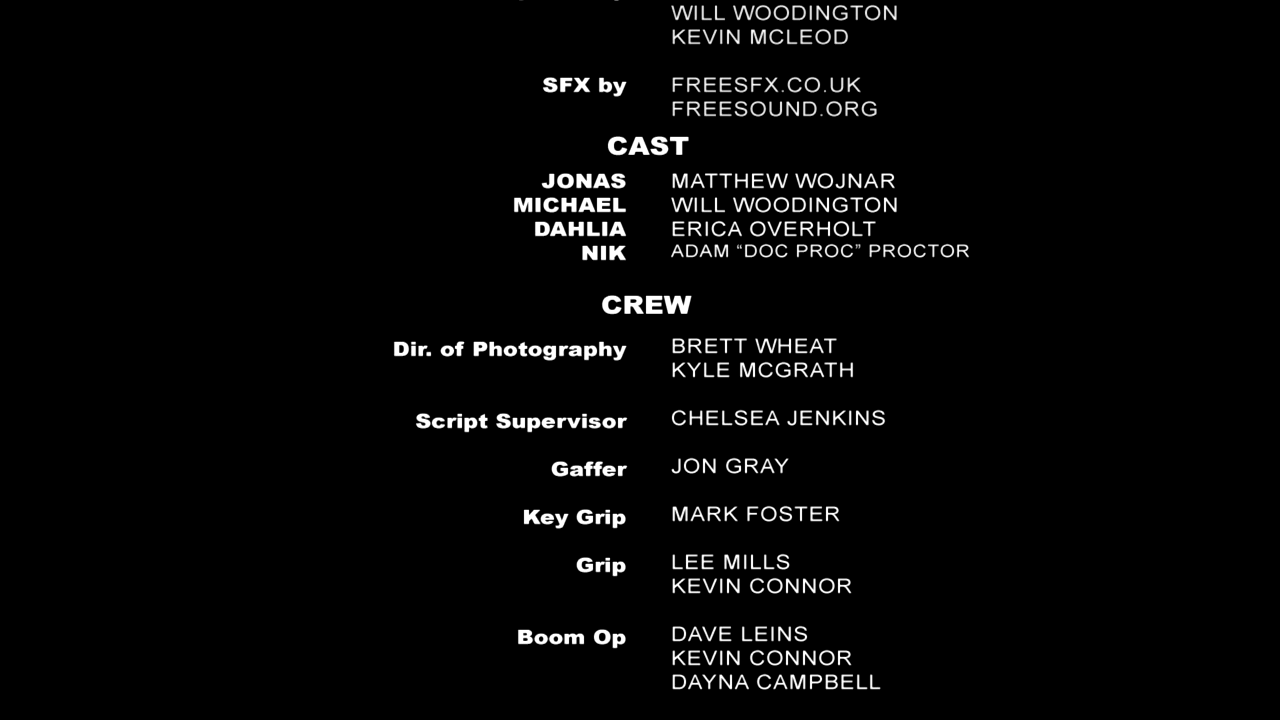 WILL WOODINGTON
KEVIN MCLEOD
SFX by FREESFX.CO.UK
FREESOUND.ORG
CAST
JONAS MATTHEW WOJNAR
MICHAEL WILL WOODINGTON
DAHLIA ERICA OVERHOLT
NIK ADAM “DOC PROC” PROCTOR
CREW
Dir. of Photography BRETT WHEAT
KYLE MCGRATH
Script Supervisor CHELSEA JENKINS
Gaffer JON GRAY
Key Grip MARK FOSTER
Grip LEE MILLS
KEVIN CONNOR
Boom Op DAVE LEINS
KEVIN CONNOR
DAYNA CAMPBELL